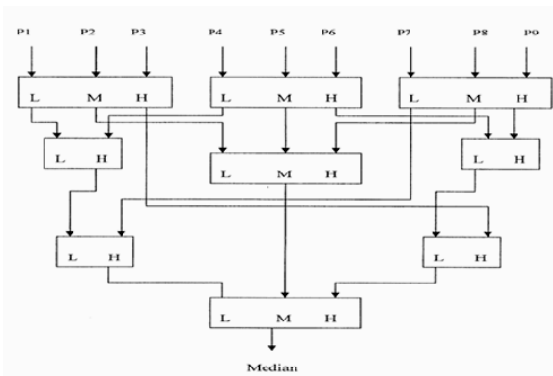 P1 P2 P3 P4 P5 P6 P7 P8 P9
L M H L M H L M H
L H L M H L H
L H L H
L M H
Median